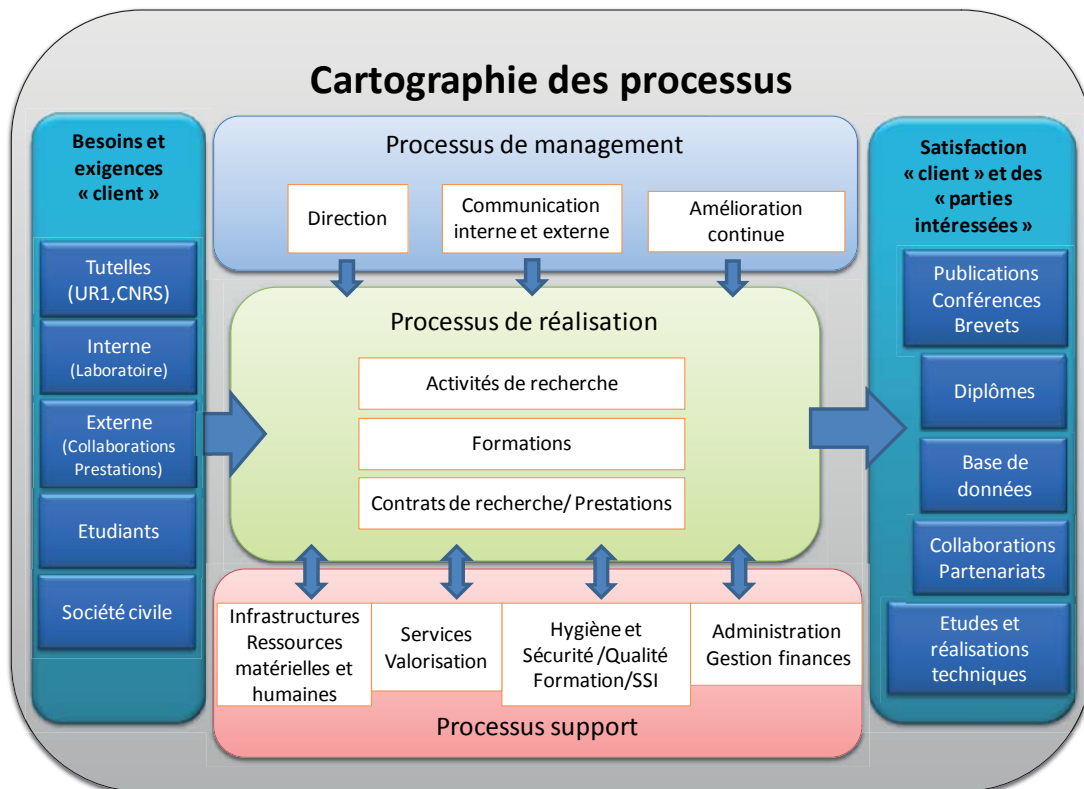 Cartographie des processus
Besoins et
exigences
« client »
Tutelles
(UR1,CNRS)
Interne
(Laboratoire)
Externe
(Collaborations
Prestations)
Etudiants
Société civile
Processus de management
Direction
Communication
interne et externe
Amélioration
continue
Processus de réalisation
Activités de recherche
Formations
Contrats de recherche/ Prestations
Infrastructures
Ressources
matérielles et
humaines
Services
Valorisation
Hygiène et
Sécurité /Qualité
Formation/SSI
Administration
Gestion finances
Processus support
Satisfaction
« client » et des
« parties
intéressées »
Publications
Conférences
Brevets
Diplômes
Base de
données
Collaborations
Partenariats
Etudes et
réalisations
techniques